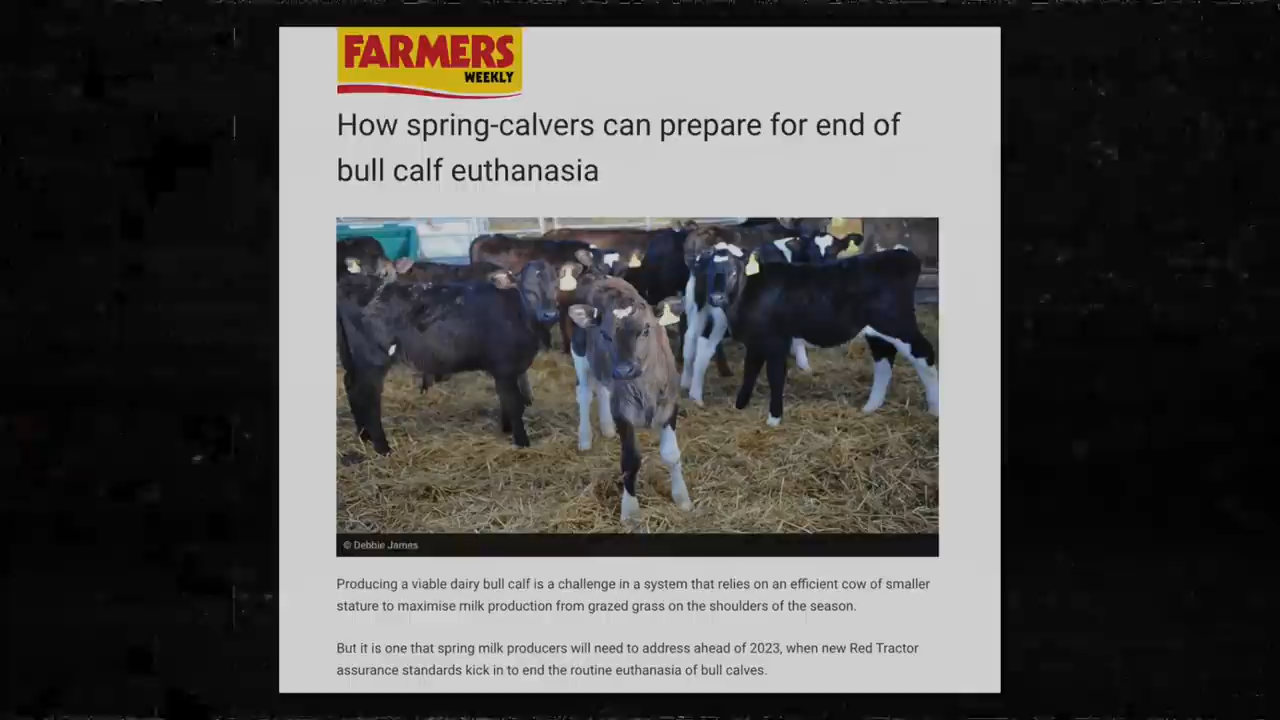 FARMERS
WEEKLY
How spring-calvers can prepare for end of
bull calf euthanasia
© Debbie James
Producing a viable dairy bull calf is a challenge in a system that relies on an efficient cow of smaller
stature to maximise milk production from grazed grass on the shoulders of the season.
But it is one that spring milk producers will need to address ahead of 2023, when new Red Tractor
assurance standards kick in to end the routine euthanasia of bull calves.